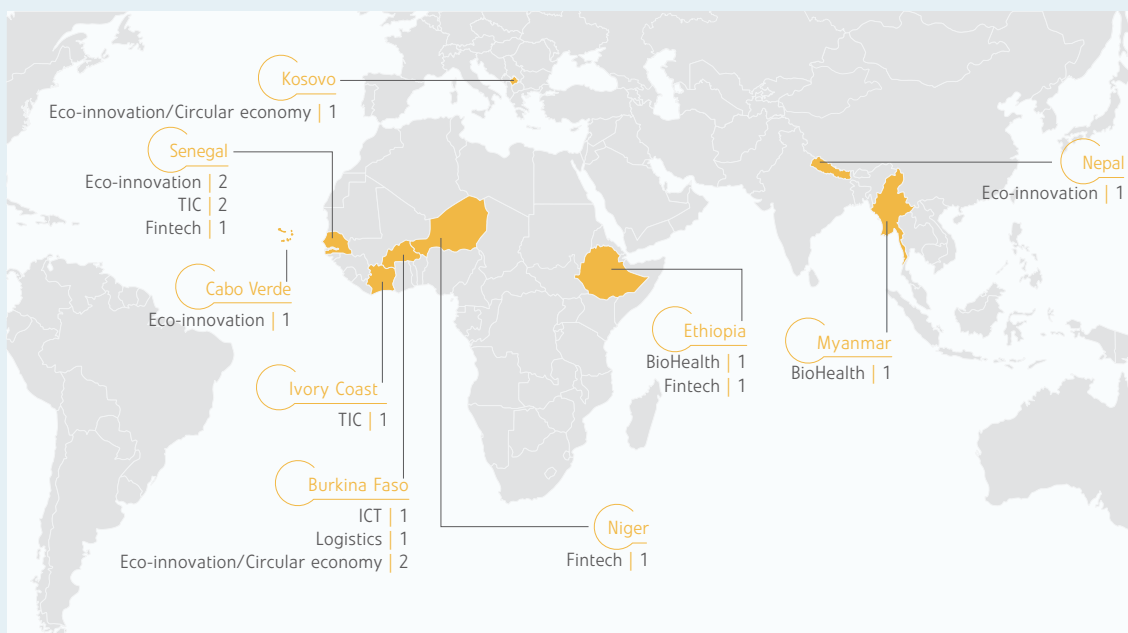 Kosovo
Eco-innovation/Circular economy | 1
Senegal
Eco-innovation | 2
TIC | 2
Fintech | 1
Cabo Verde
Eco-innovation | 1
Ivory Coast
TIC | 1
Burkina Faso
ICT | 1
Logistics | 1
Eco-innovation/Circular economy | 2
Niger
Fintech | 1
Ethiopia
BioHealth | 1
Fintech | 1
Myanmar
BioHealth | 1
Nepal
Eco-innovation | 1